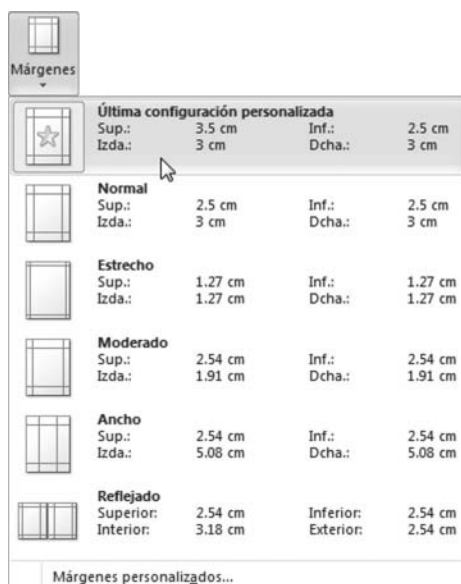 Márgenes
Última configuración personalizada
Sup.: 3.5 cm Inf.: 2.5 cm
Izda.: 3 cm Dcha.: 3 cm
Normal
Sup.: 2.5 cm Inf.: 2.5 cm
Izda.: 3 cm Dcha.: 3 cm
Estrecho
Sup.: 1.27 cm Inf.: 1.27 cm
Izda.: 1.27 cm Dcha.: 1.27 cm
Moderado
Sup.: 2.54 cm Inf.: 2.54 cm
Izda.: 1.91 cm Dcha.: 1.91 cm
Ancho
Sup.: 2.54 cm Inf.: 2.54 cm
Izda.: 5.08 cm Dcha.: 5.08 cm
Reflejado
Superior: 2.54 cm Inferior: 2.54 cm
Interior: 3.18 cm Exterior: 2.54 cm
Márgenes personalizados...